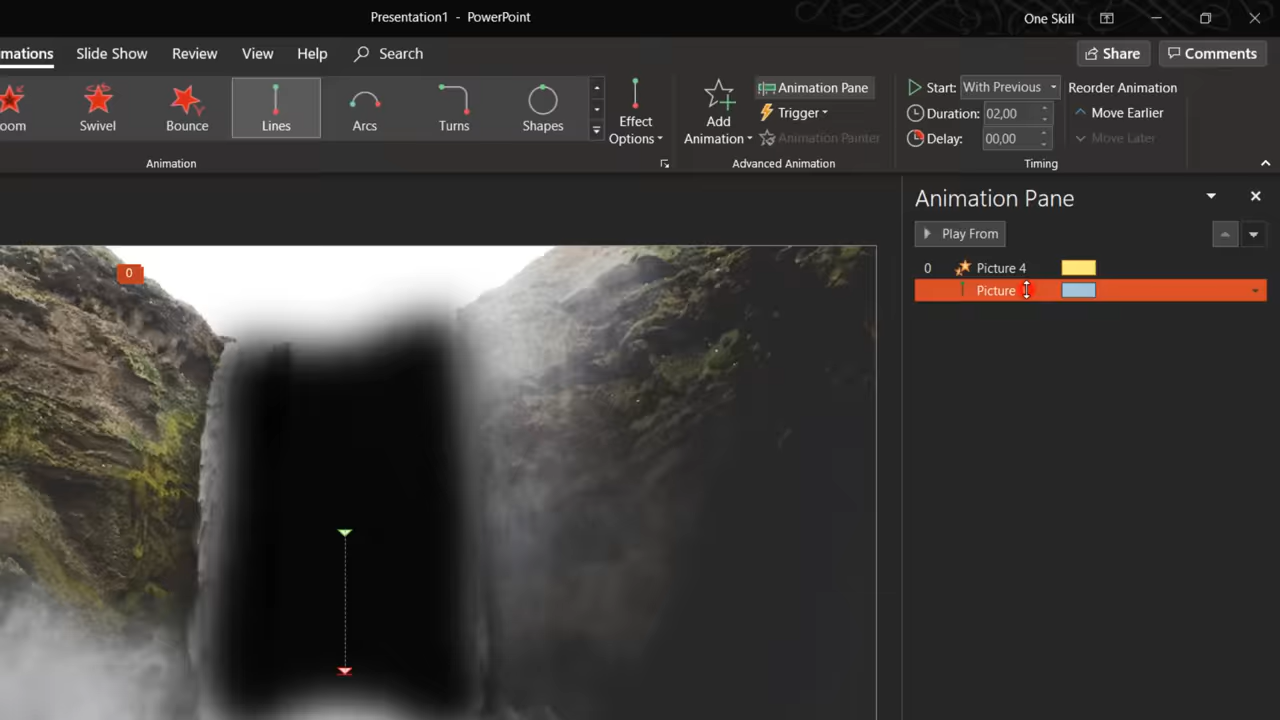 Presentation1 - PowerPoint
One Skill
mations
Slide Show
Review
View
Help
Search
Share
Comments
oom
Swivel
Bounce
Lines
Arcs
Turns
Shapes
Effect
Options
Add
Animation
Animation Pane
Trigger
Animation Painter
Start: With Previous
Duration: 02,00
Delay: 00,00
Reorder Animation
Move Earlier
Move Later
Animation
Advanced Animation
Timing
Animation Pane
Play From
0 Picture 4
Picture
0